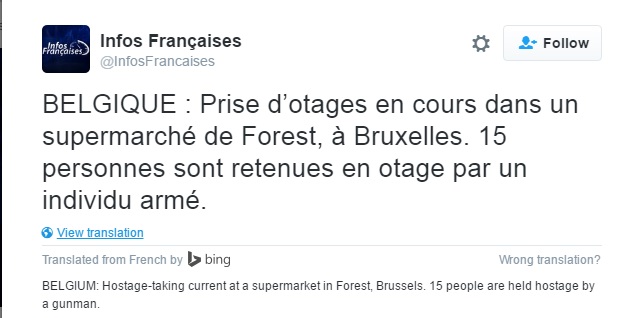 Infos Françaises
Infos Françaises
@InfosFrancaises
Follow
BELGIQUE : Prise d’otages en cours dans un
supermarché de Forest, à Bruxelles. 15
personnes sont retenues en otage par un
individu armé.
View translation
Translated from French by bing
Wrong translation?
BELGIUM: Hostage-taking current at a supermarket in Forest, Brussels. 15 people are held hostage by
a gunman.